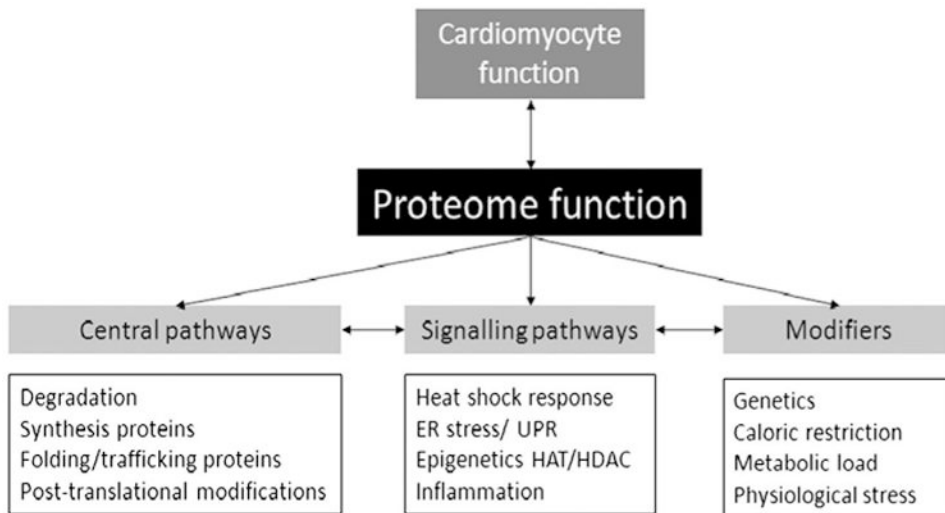 Cardiomyocyte
function
Proteome function
Central pathways
Signalling pathways
Modifiers
Degradation
Synthesis proteins
Folding/trafficking proteins
Post-translational modifications
Heat shock response
ER stress/ UPR
Epigenetics HAT/HDAC
Inflammation
Genetics
Caloric restriction
Metabolic load
Physiological stress